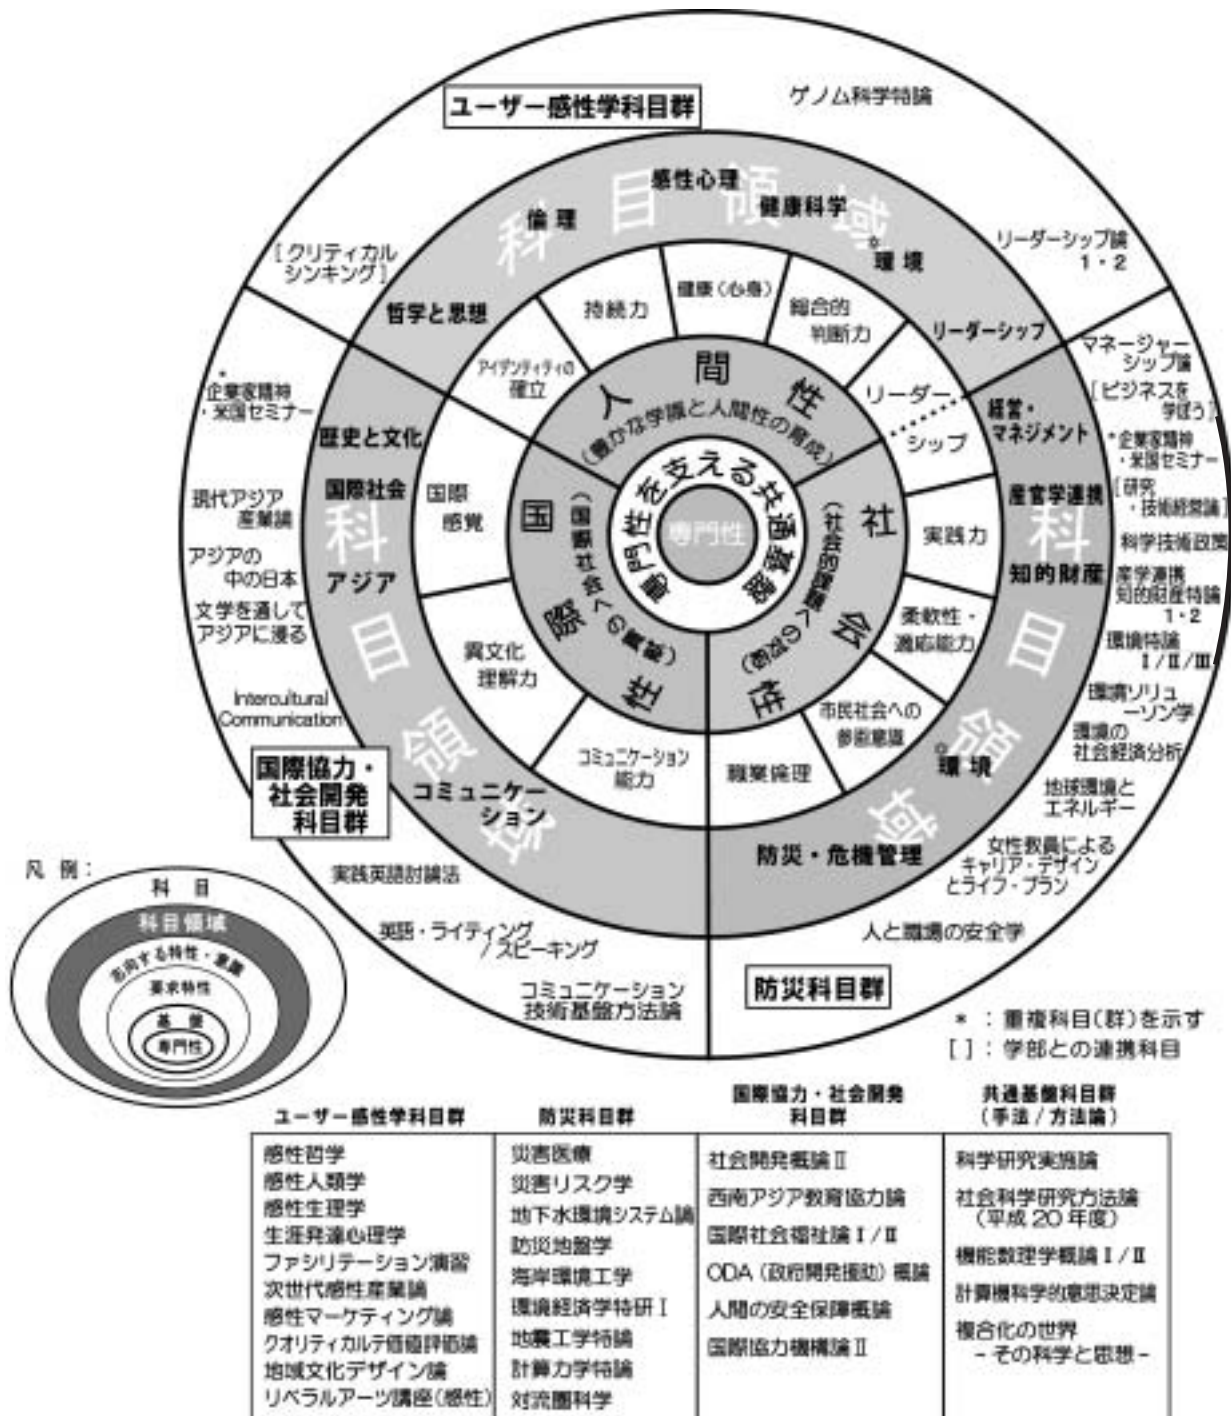 ユーザー感性学科目群
ゲノム科学特論
[クリティカル
シンキング]
リーダーシップ論
1・2
科目領域
感性心理
倫理
健康科学
*環境
哲学と思想
リーダーシップ
持続力
健康(心身)
総合的
判断力
アイデンティティの
確立
リーダー
シップ
人間性
(豊かな学識と人間性の育成)
専門性を支える共通基盤
専門性
*
企業家精神
・米国セミナー
現代アジア
産業論
アジアの
中の日本
文学を通して
アジアに浸る
Intercultural
Communication
国際協力・
社会開発
科目群
歴史と文化
国際社会
アジア
コミュニケー
ション
科目領域
国際
感覚
異文化
理解力
コミュニケーション
能力
国際性
(国際社会への貢献)
実践英語討論法
英語・ライティング
/スピーキング
コミュニケーション
技術基盤方法論
マネージャー
シップ論
[ビジネスを
学ぼう]
*企業家精神
・米国セミナー
[研究
・技術経営論]
科学技術政策
産学連携
知的財産特論
1・2
環境特論
I/II/III
環境ソリュ
ーソン学
環境の
社会経済分析
地球環境と
エネルギー
女性教員による
キャリア・デザイン
とライフ・プラン
人と職場の安全学
防災科目群
経営・
マネジメント
産官学連携
知的財産
*環境
防災・危機管理
科目領域
実践力
柔軟性・
適応能力
市民社会への
参画意識
職業倫理
社会性
(社会的課題への対応)
凡例:
科目
科目領域
志向する特性・意識
要求特性
基盤
専門性
* :重複科目(群)を示す
[ ]:学部との連携科目
ユーザー感性学科目群
感性哲学
感性人類学
感性生理学
生涯発達心理学
ファシリテーション演習
次世代感性産業論
感性マーケティング論
クオリティカルテ価値評価論
地域文化デザイン論
リベラルアーツ講座(感性)
防災科目群
災害医療
災害リスク学
地下水環境システム論
防災地盤学
海岸環境工学
環境経済学特研I
地震工学特論
計算力学特論
対流圏科学
国際協力・社会開発
科目群
社会開発概論II
西南アジア教育協力論
国際社会福祉論I/II
ODA(政府開発援助)概論
人間の安全保障概論
国際協力機構論II
共通基盤科目群
(手法/方法論)
科学研究実施論
社会科学研究方法論
(平成20年度)
機能数理学概論I/II
計算機科学的意思決定論
複合化の世界
-その科学と思想-